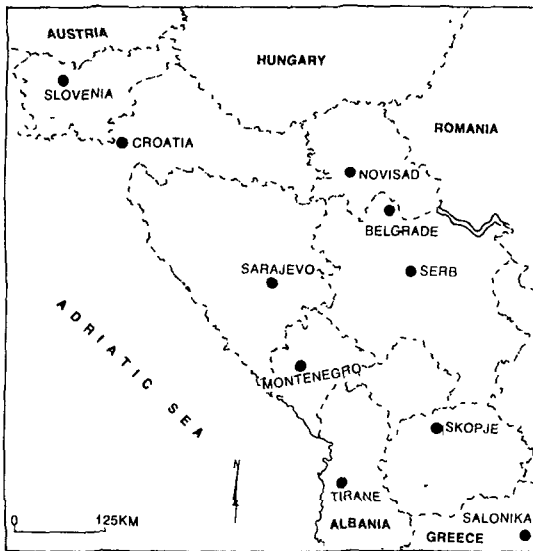 AUSTRIA
HUNGARY
SLOVENIA
CROATIA
ROMANIA
NOVISAD
BELGRADE
SARAJEVO
SERB
ADRIATIC SEA
MONTENEGRO
SKOPJE
N
TIRANE
0 125KM
SALONIKA
ALBANIA
GREECE